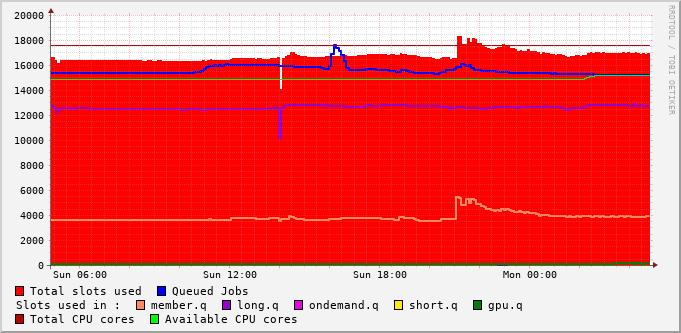 20000
18000
16000
14000
12000
10000
8000
6000
4000
2000
0
Sun 06:00 Sun 12:00 Sun 18:00 Mon 00:00
Total slots used Queued Jobs
Slots used in : member.q long.q ondemand.q short.q gpu.q
Total CPU cores Available CPU cores
RRDTOOL / TOBI OETIKER